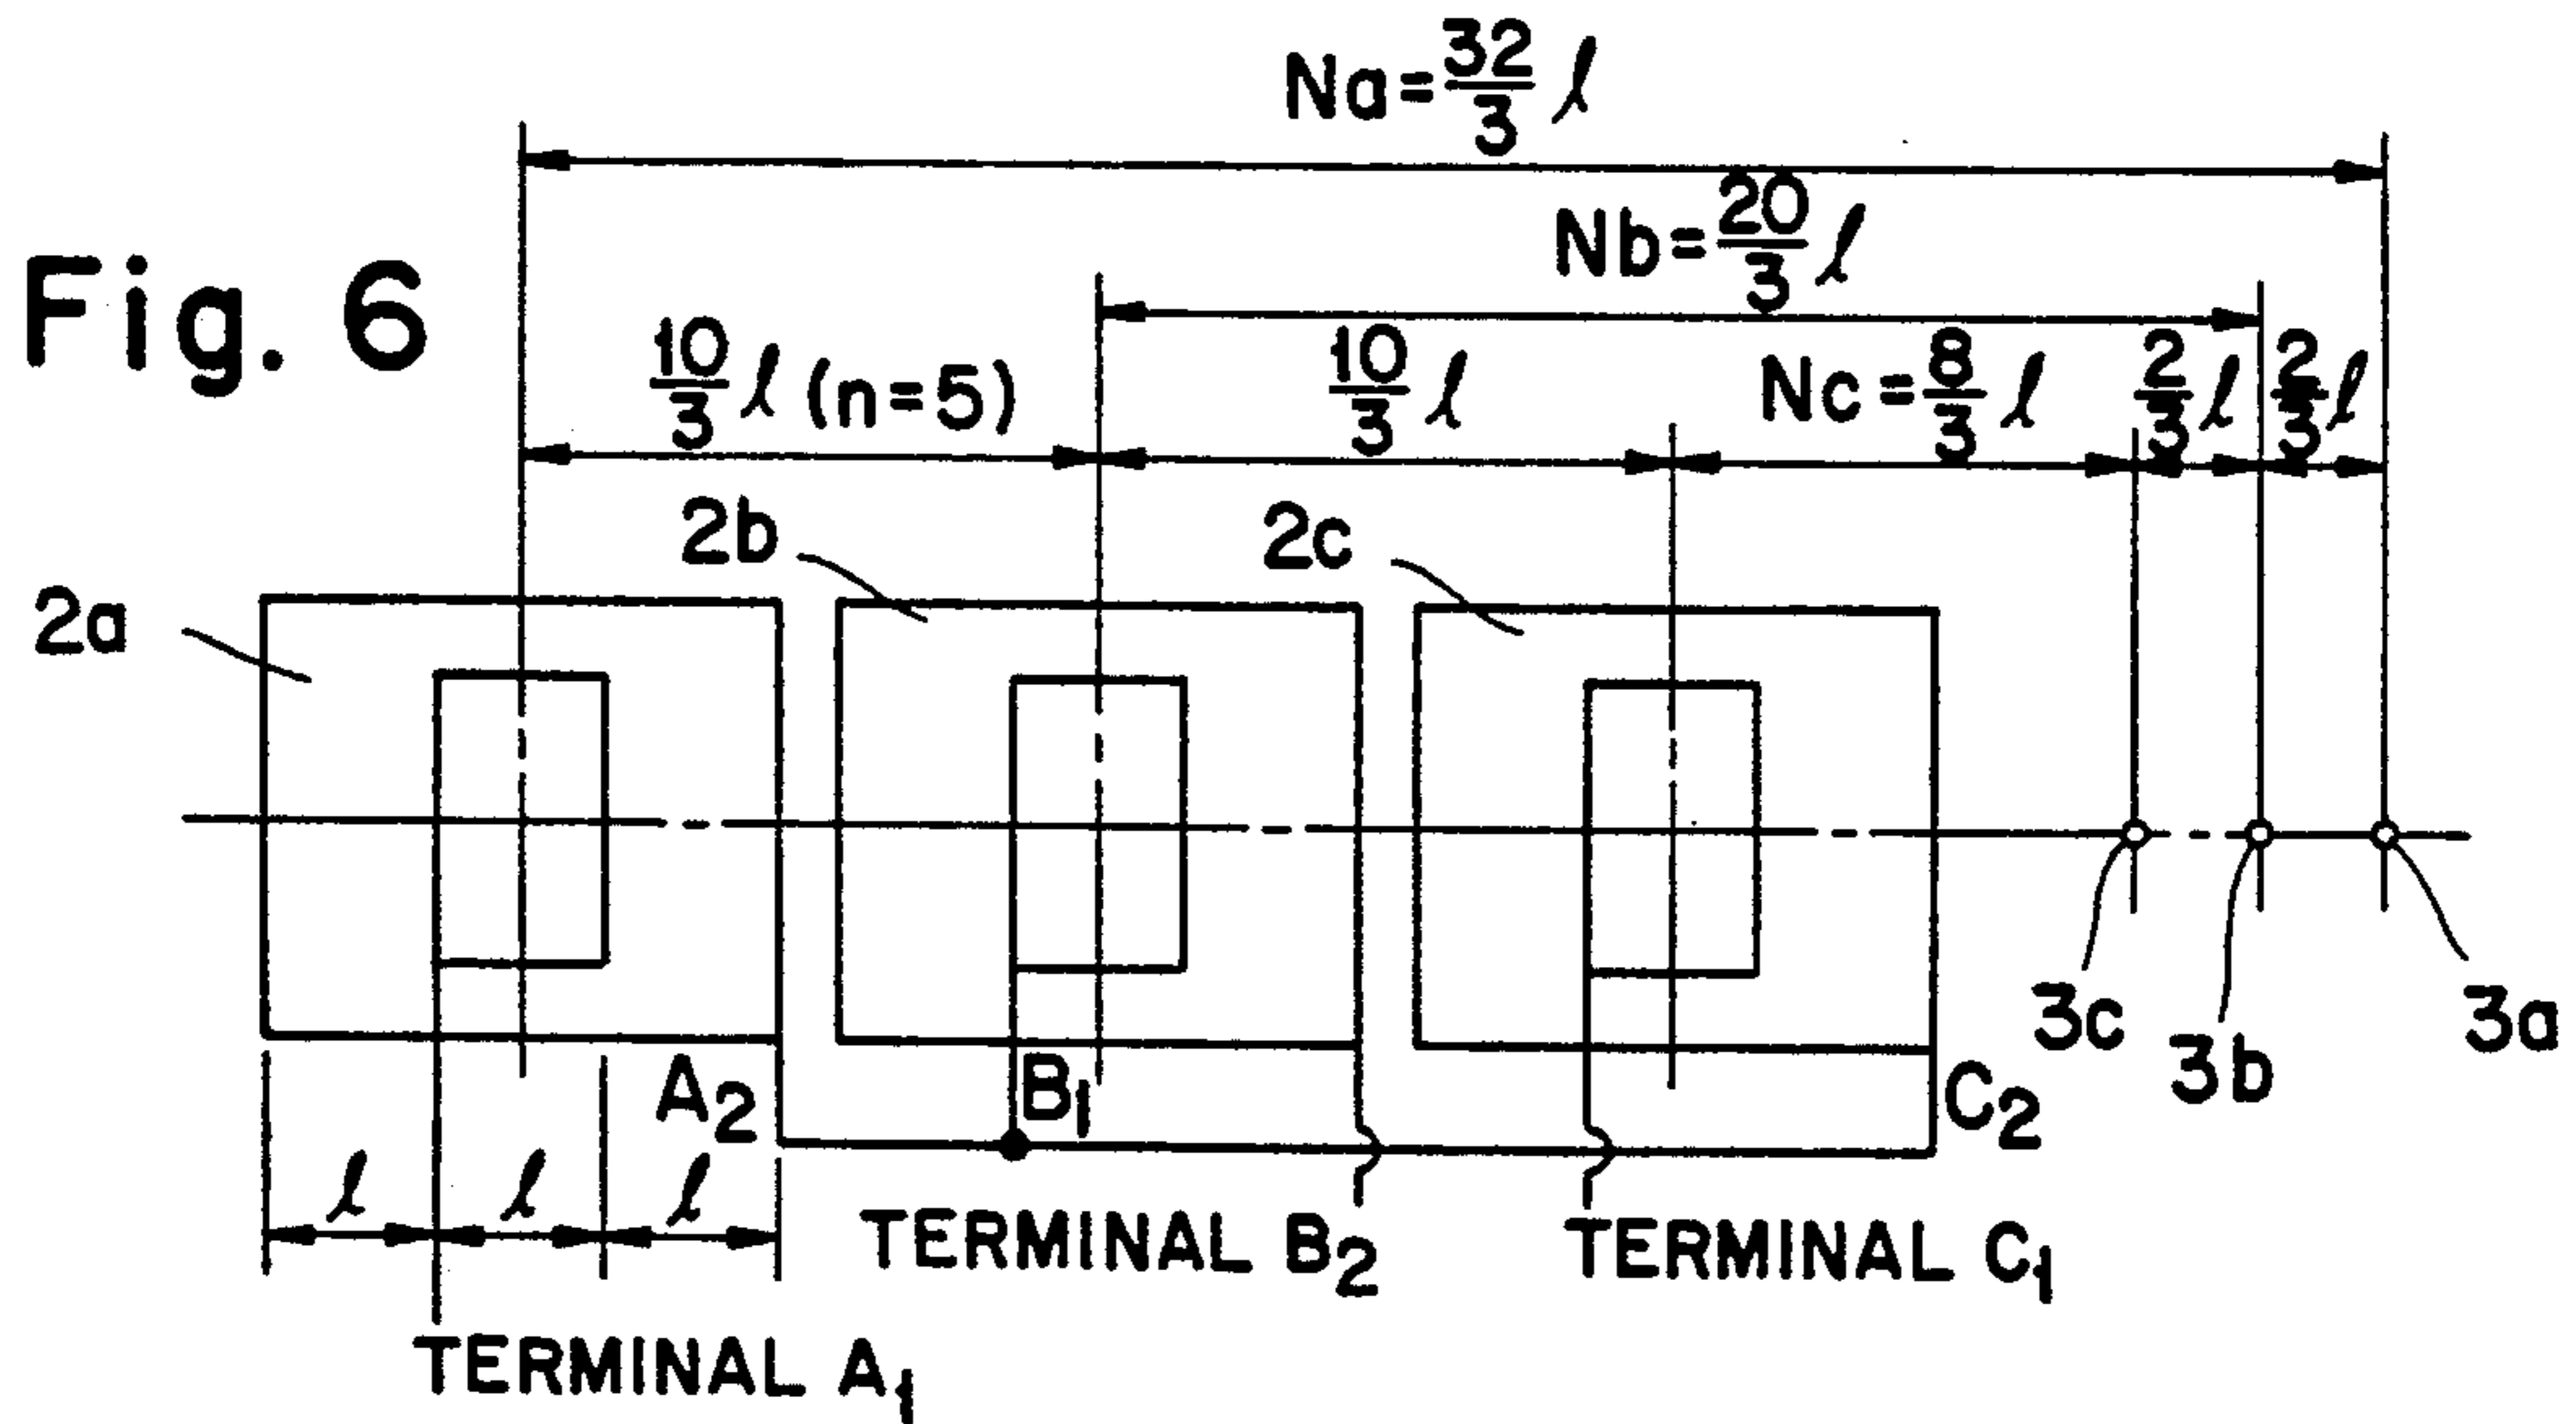 Fig. 6
Na=32/3 ℓ
Nb=20/3 ℓ
10/3 ℓ (n=5)
10/3 ℓ
Nc=8/3 ℓ
2/3 ℓ
2/3 ℓ
2a
2b
2c
3c
3b
3a
A2
B1
C2
ℓ
ℓ
ℓ
TERMINAL B2
TERMINAL C1
TERMINAL A1